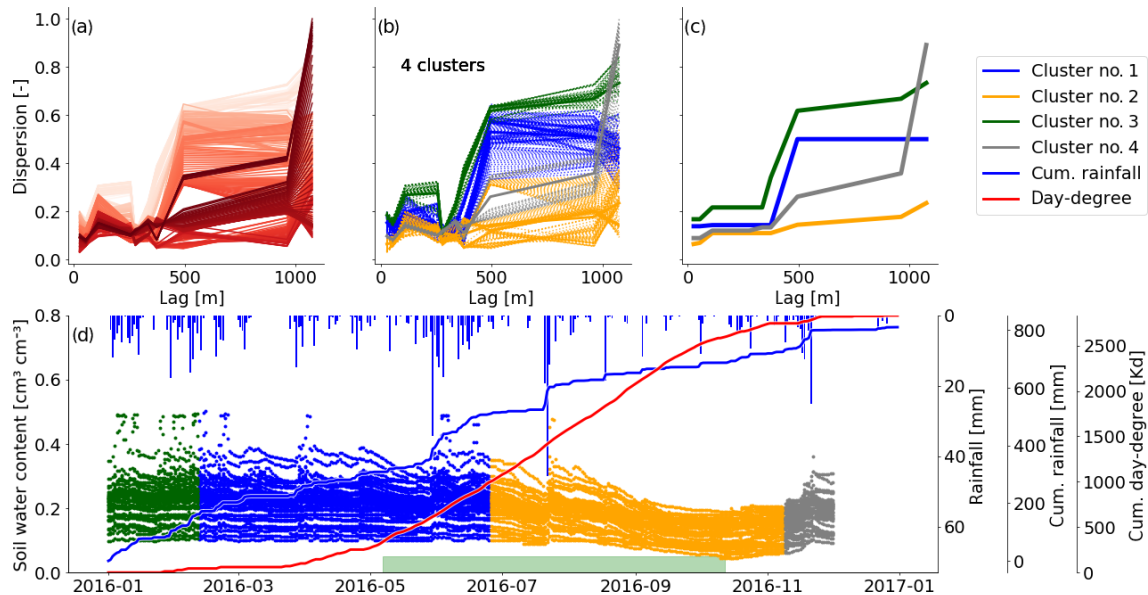 (a)
(b)
(c)
4 clusters
1.0
0.8
0.6
0.4
0.2
0.0
Dispersion [-]
0
500
1000
Lag [m]
0
500
1000
Lag [m]
0
500
1000
Lag [m]
Cluster no. 1
Cluster no. 2
Cluster no. 3
Cluster no. 4
Cum. rainfall
Day-degree
(d)
0.8
0.6
0.4
0.2
0.0
Soil water content [cm³ cm⁻³]
2016-01
2016-03
2016-05
2016-07
2016-09
2016-11
2017-01
0
20
40
60
Rainfall [mm]
800
600
400
200
0
Cum. rainfall [mm]
2500
2000
1500
1000
500
0
Cum. day-degree [Kd]